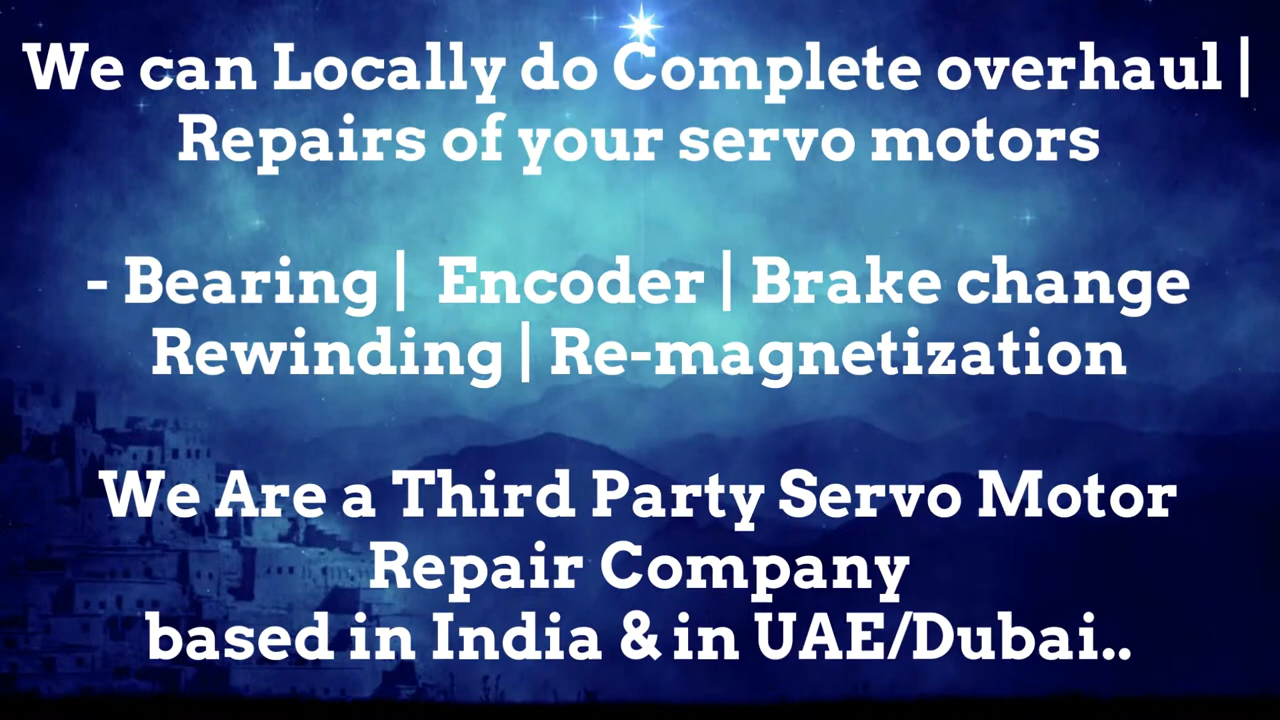 We can Locally do Complete overhaul |
Repairs of your servo motors
- Bearing | Encoder | Brake change
Rewinding | Re-magnetization
We Are a Third Party Servo Motor
Repair Company
based in India & in UAE/Dubai..